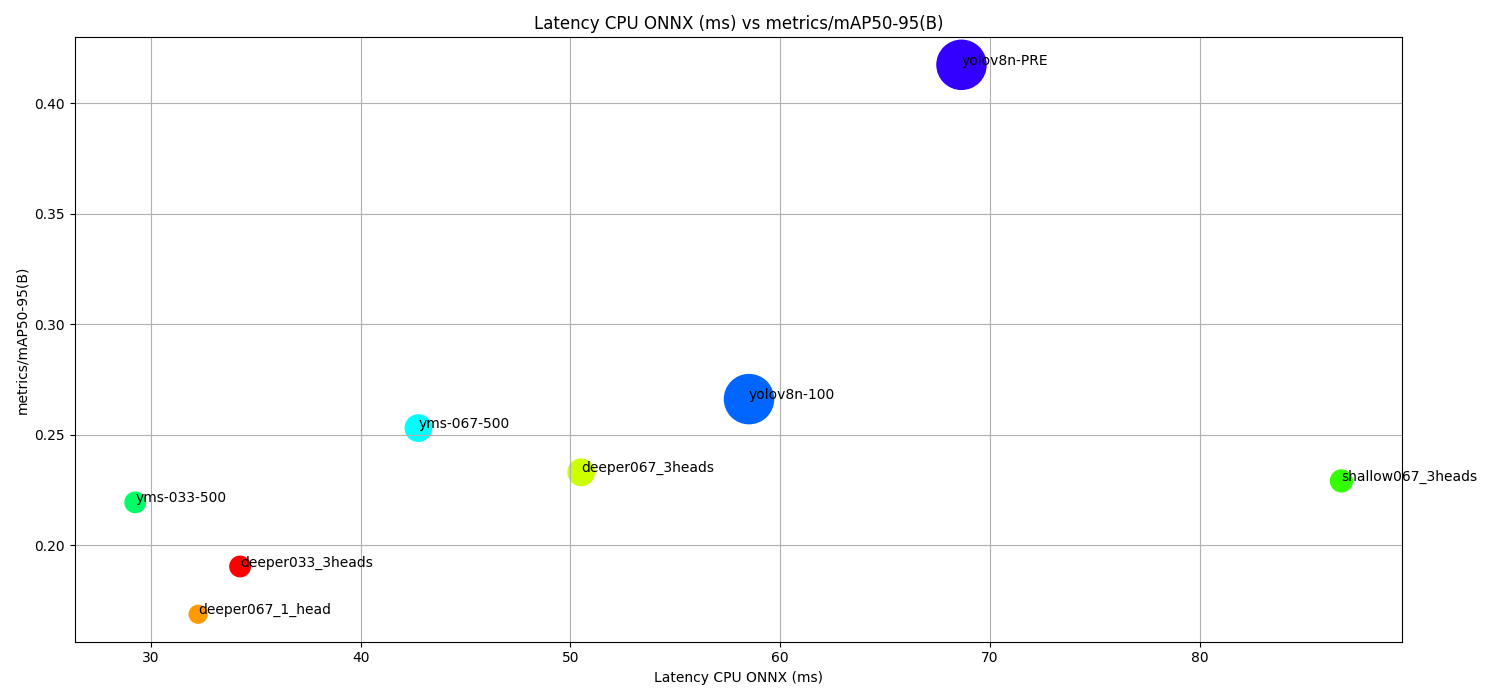 Latency CPU ONNX (ms) vs metrics/mAP50-95(B)
yolov8n-PRE
0.40
0.35
metrics/mAP50-95(B)
0.30
yolov8n-100
yms-067-500
0.25
deeper067_3heads
shallow067_3heads
yms-033-500
0.20
deeper033_3heads
deeper067_1_head
30 40 50 60 70 80
Latency CPU ONNX (ms)